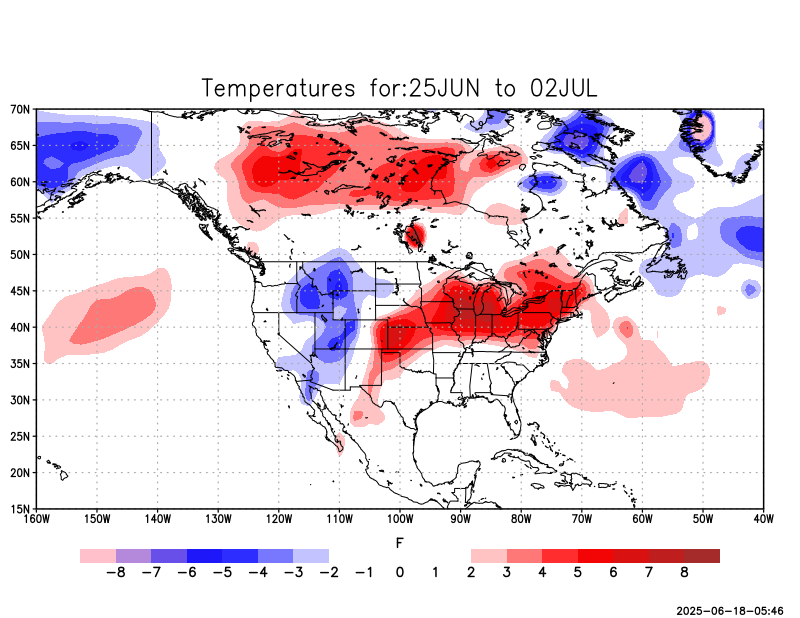 Temperatures for:25JUN to 02JUL
70N
65N
60N
55N
50N
45N
40N
35N
30N
25N
20N
15N
160W 150W 140W 130W 120W 110W 100W 90W 80W 70W 60W 50W 40W
F
-8 -7 -6 -5 -4 -3 -2 -1 0 1 2 3 4 5 6 7 8
2025-06-18-05:46